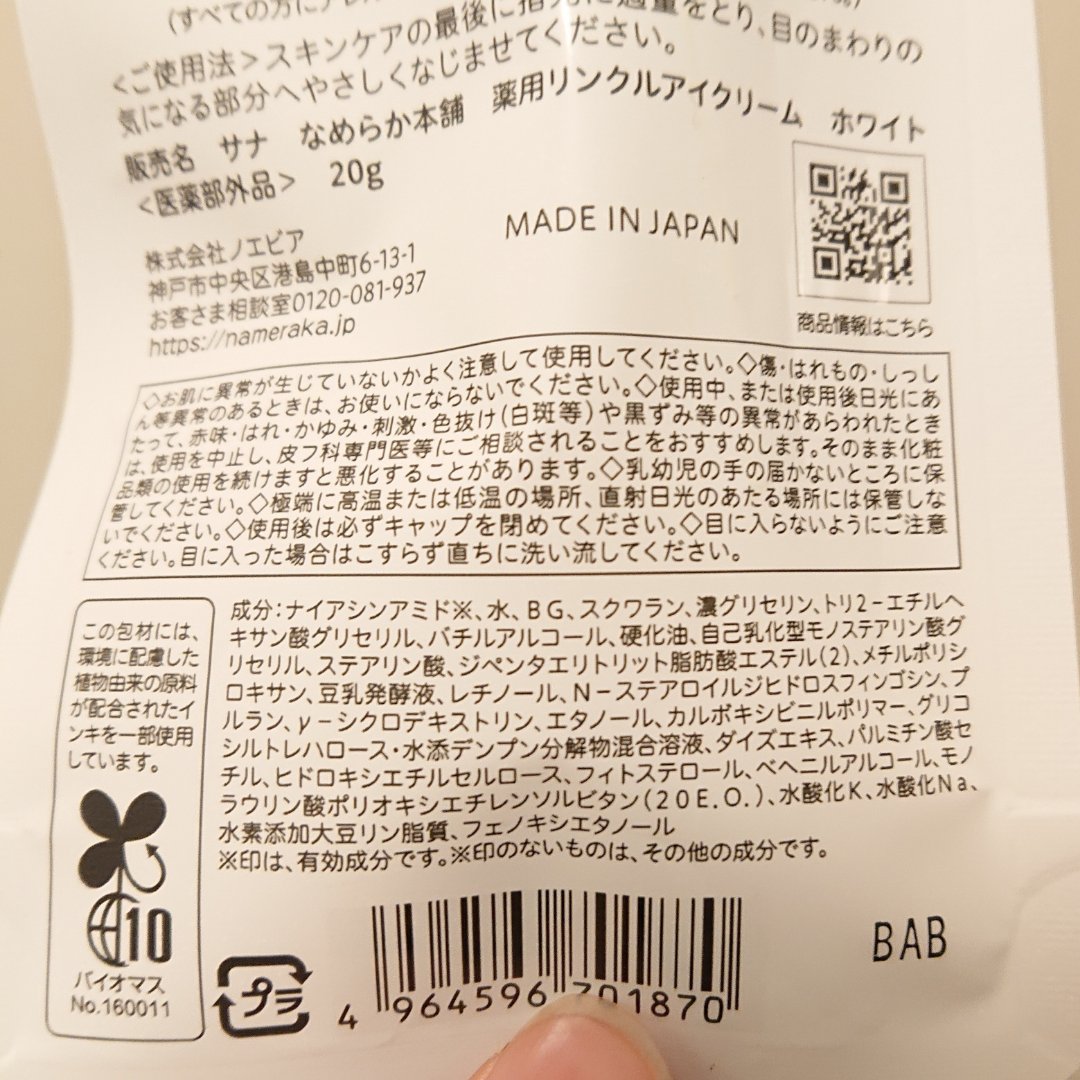 (すべての方にアレル
<ご使用法>スキンケアの最後に指先に適量をとり、目のまわりの
気になる部分へやさしくなじませてください。
販売名 サナ なめらか本舗 薬用リンクルアイクリーム ホワイト
<医薬部外品> 20g
MADE IN JAPAN
株式会社ノエビア
神戸市中央区港島中町6-13-1
お客さま相談室0120-081-937
https://nameraka.jp
商品情報はこちら
◇お肌に異常が生じていないかよく注意して使用してください。◇傷・はれもの・しっし
ん等異常のあるときは、お使いにならないでください。◇使用中、または使用後日光にあ
たって、赤味・はれ・かゆみ・刺激・色抜け(白斑等)や黒ずみ等の異常があらわれたとき
は、使用を中止し、皮フ科専門医等にご相談されることをおすすめします。そのまま化粧
品類の使用を続けますと悪化することがあります。◇乳幼児の手の届かないところに保
管してください。◇極端に高温または低温の場所、直射日光のあたる場所には保管しな
いでください。◇使用後は必ずキャップを閉めてください。◇目に入らないようにご注意
ください。目に入った場合はこすらず直ちに洗い流してください。
成分:ナイアシンアミド※、水、BG、スクワラン、濃グリセリン、トリ2-エチルヘ
キサン酸グリセリル、バチルアルコール、硬化油、自己乳化型モノステアリン酸グ
リセリル、ステアリン酸、ジペンタエリトリット脂肪酸エステル(2)、メチルポリシ
ロキサン、豆乳発酵液、レチノール、N-ステアロイルジヒドロスフィンゴシン、プ
ルラン、γ-シクロデキストリン、エタノール、カルボキシビニルポリマー、グリコ
シルトレハロース・水添デンプン分解物混合溶液、ダイズエキス、パルミチン酸セ
チル、ヒドロキシエチルセルロース、フィトステロール、ベヘニルアルコール、モノ
ラウリン酸ポリオキシエチレンソルビタン(20E.O.)、水酸化K、水酸化Na、
水素添加大豆リン脂質、フェノキシエタノール
※印は、有効成分です。※印のないものは、その他の成分です。
この包材には、
環境に配慮した
植物由来の原料
が配合されたイ
ンキを一部使用
しています。
10
バイオマス
No.160011
プラ
4 964596 701870
BAB